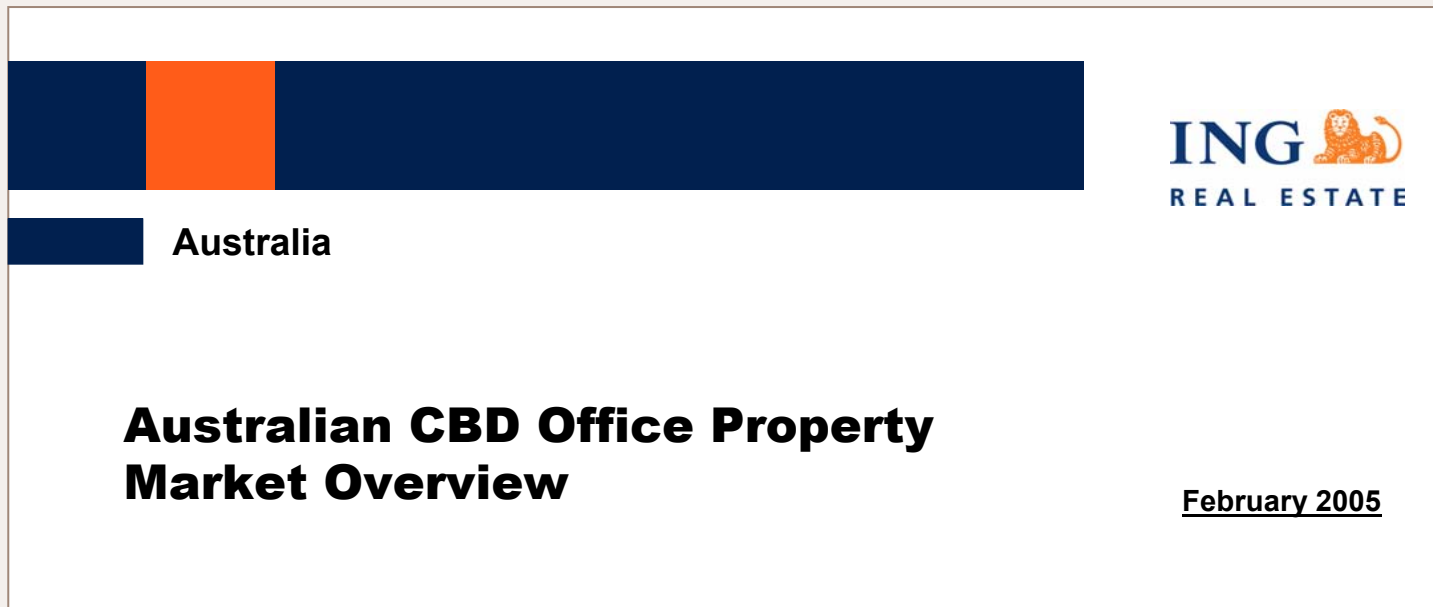 ING
REAL ESTATE
Australia
Australian CBD Office Property
Market Overview
February 2005